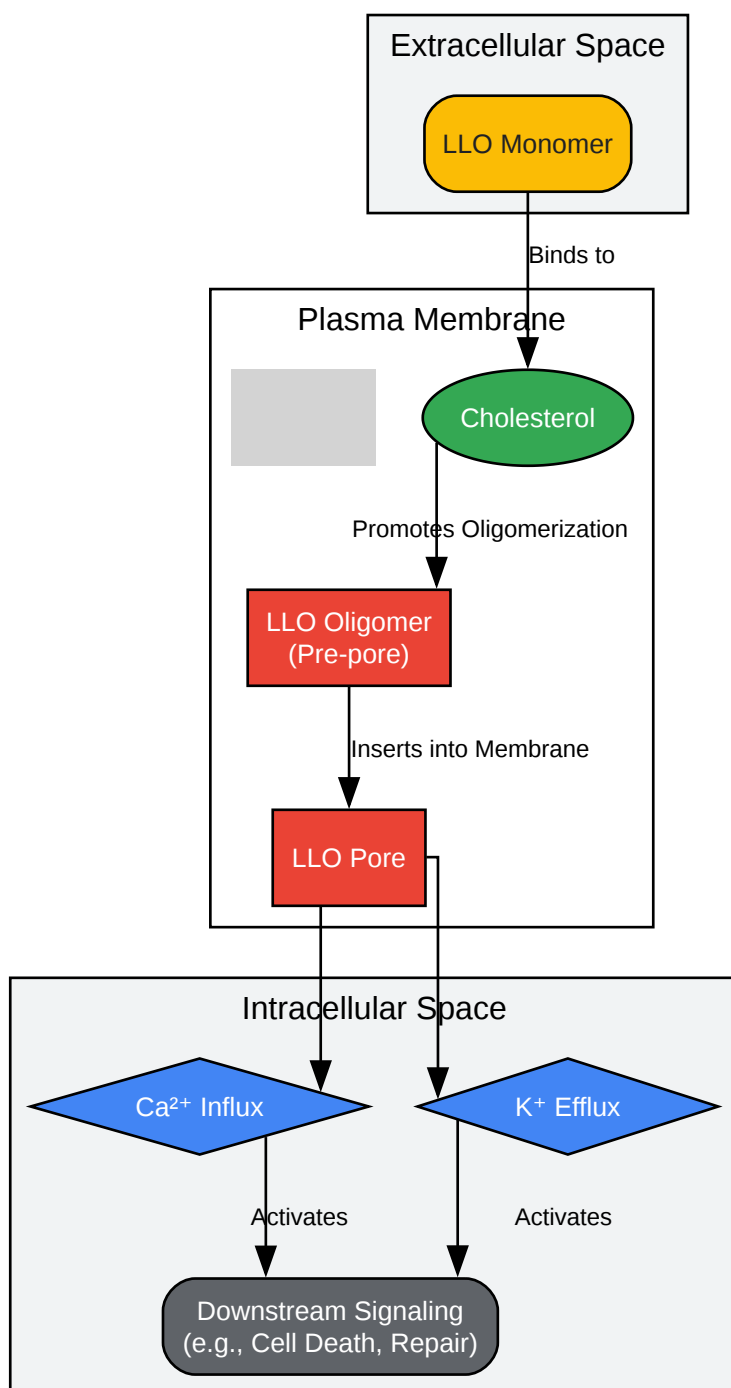 Extracellular Space
LLO Monomer
Binds to
Plasma Membrane
Cholesterol
Promotes Oligomerization
LLO Oligomer
(Pre-pore)
Inserts into Membrane
LLO Pore
Intracellular Space
Ca²⁺ Influx
K⁺ Efflux
Activates
Activates
Downstream Signaling
(e.g., Cell Death, Repair)